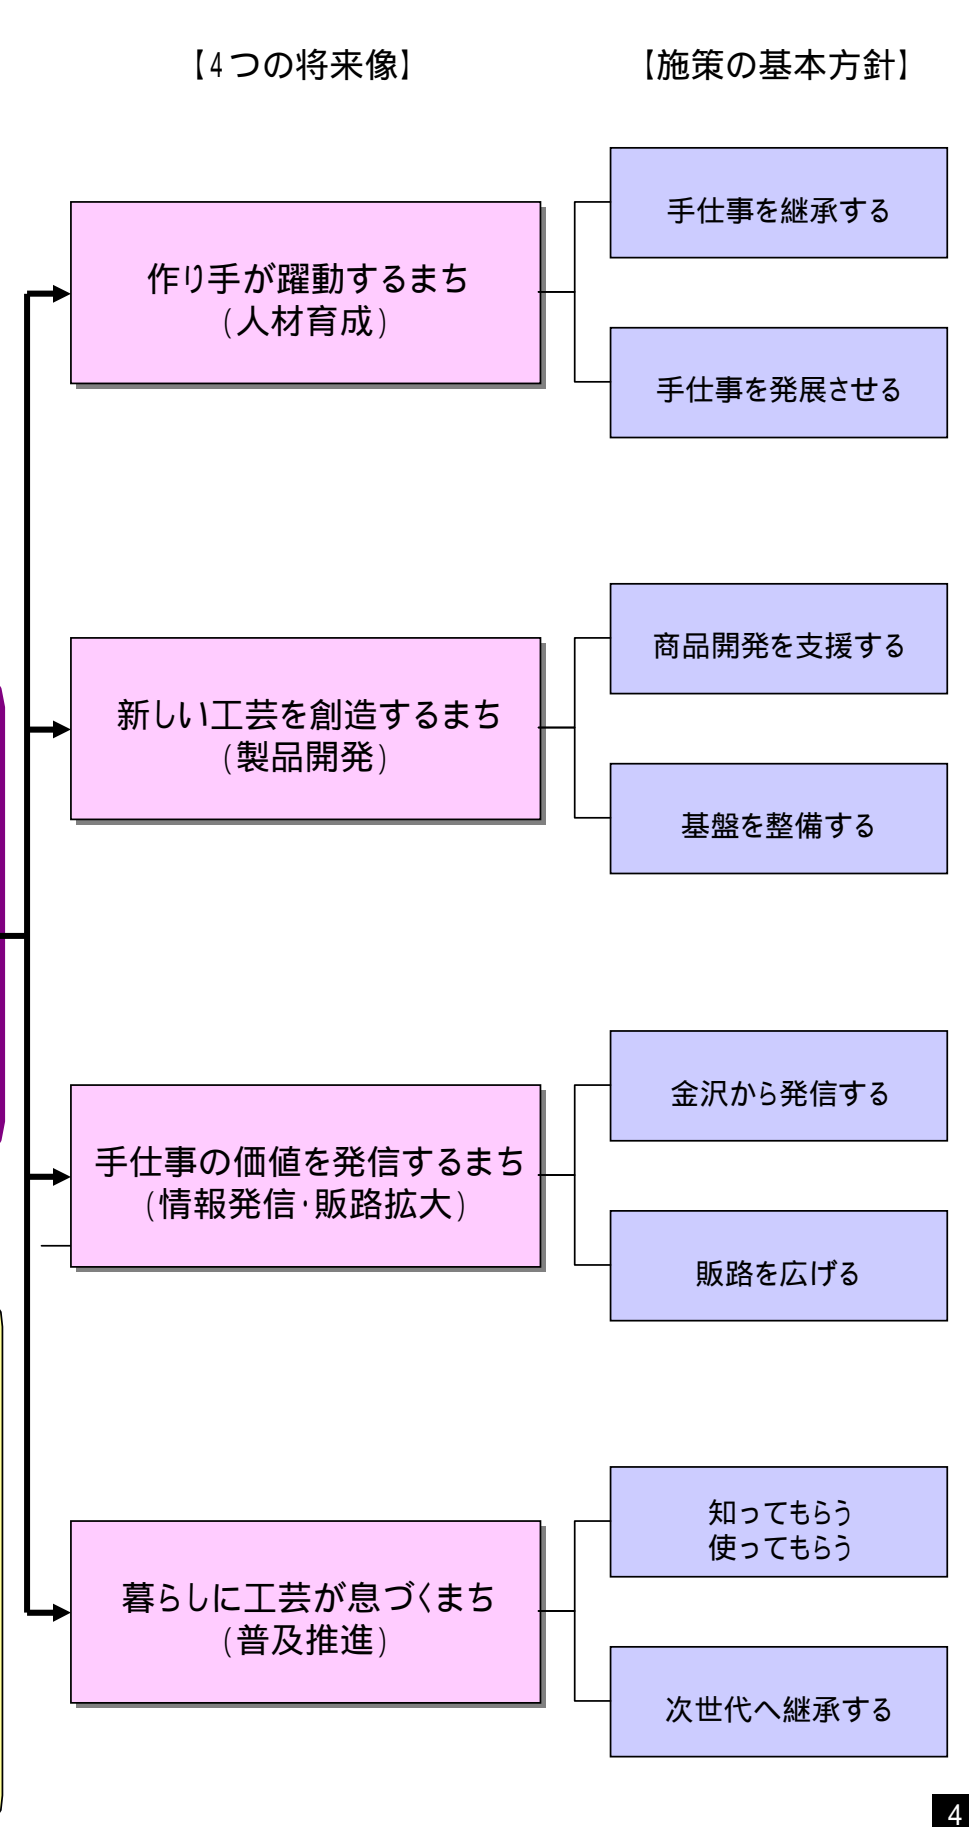 【4つの将来像】
【施策の基本方針】
作り手が躍動するまち
(人材育成)
手仕事を継承する
手仕事を発展させる
新しい工芸を創造するまち
(製品開発)
商品開発を支援する
基盤を整備する
手仕事の価値を発信するまち
(情報発信・販路拡大)
金沢から発信する
販路を広げる
暮らしに工芸が息づくまち
(普及推進)
知ってもらう
使ってもらう
次世代へ継承する
4